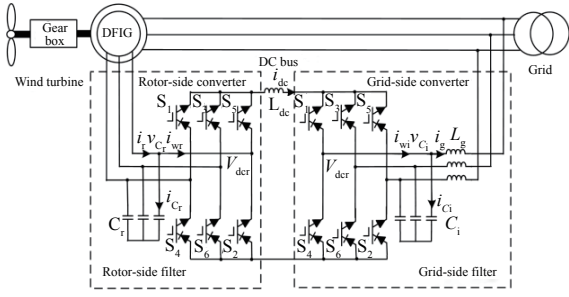 Gear
box
DFIG
DC bus
Grid
Wind turbine
Rotor-side converter
i_dc
L_dc
Grid-side converter
S_1 S_3 S_5
S_1 S_3 S_5
i_r v_Cr i_wr
V_dcr
i_wi v_Ci i_g L_g
V_dcr
i_Cr
i_Ci
C_r
C_i
S_4 S_6 S_2
S_4 S_6 S_2
Rotor-side filter
Grid-side filter